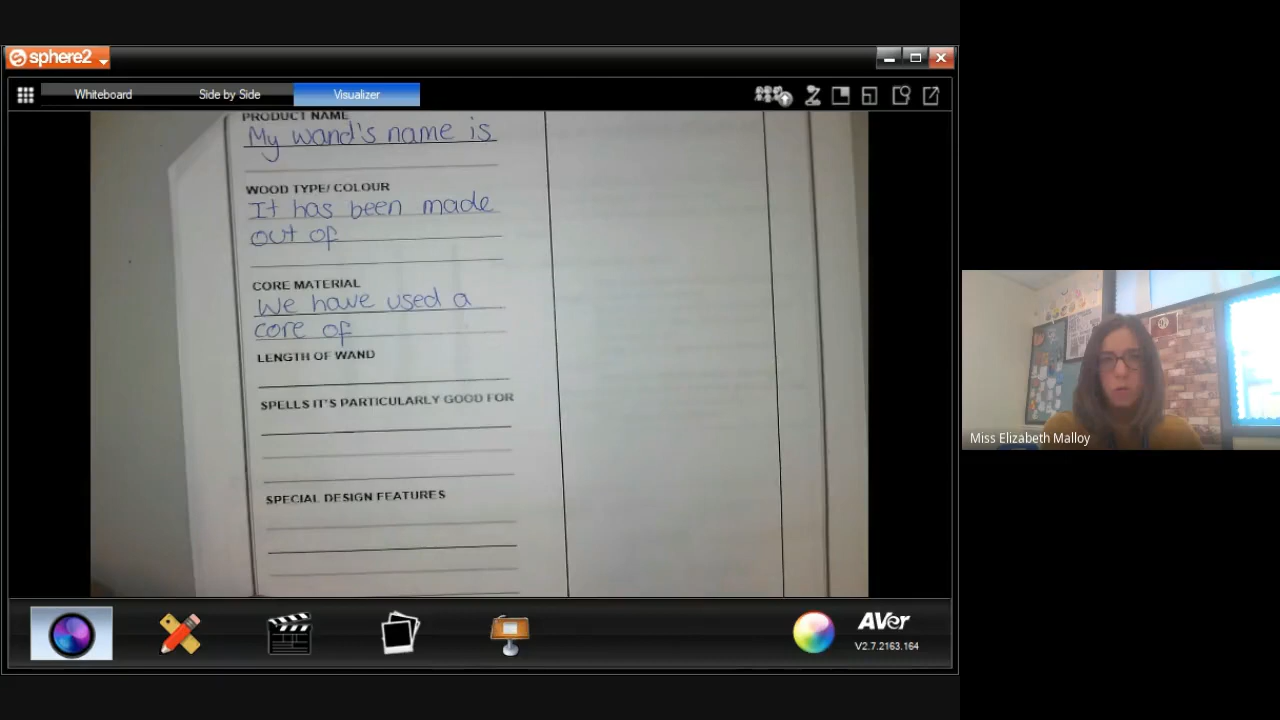 sphere2
Whiteboard
Side by Side
Visualizer
PRODUCT NAME
My wand's name is
WOOD TYPE/ COLOUR
It has been made
out of
CORE MATERIAL
We have used a
core of
LENGTH OF WAND
SPELLS IT'S PARTICULARLY GOOD FOR
SPECIAL DESIGN FEATURES
AVer
V2.7.2163.164
Miss Elizabeth Malloy